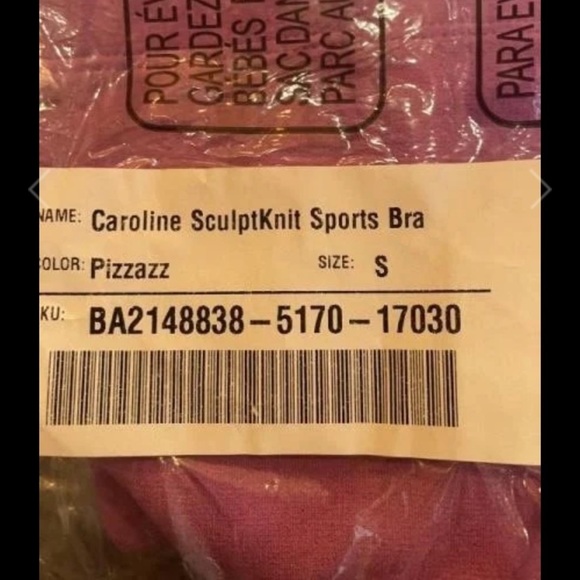 POUR ÉV
GARDEZ
BÉBÉS
SAC DAN
PARC A
PARA EV
NAME: Caroline SculptKnit Sports Bra
COLOR: Pizzazz SIZE: S
KU: BA2148838-5170-17030